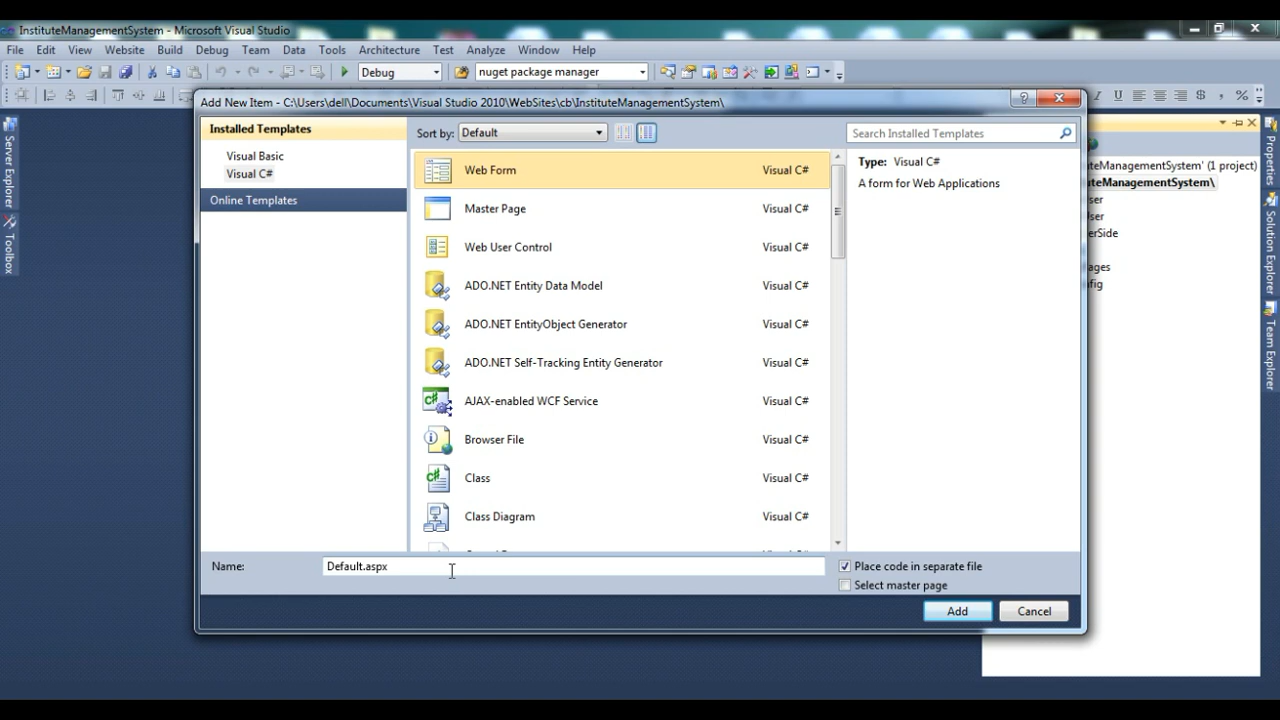 InstituteManagementSystem - Microsoft Visual Studio
File Edit View Website Build Debug Team Data Tools Architecture Test Analyze Window Help
Debug nuget package manager
Add New Item - C:\Users\dell\Documents\Visual Studio 2010\WebSites\cb\InstituteManagementSystem\
Installed Templates
Visual Basic
Visual C#
Online Templates
Sort by: Default
Search Installed Templates
Web Form Visual C#
Master Page Visual C#
Web User Control Visual C#
ADO.NET Entity Data Model Visual C#
ADO.NET EntityObject Generator Visual C#
ADO.NET Self-Tracking Entity Generator Visual C#
AJAX-enabled WCF Service Visual C#
Browser File Visual C#
Class Visual C#
Class Diagram Visual C#
Type: Visual C#
A form for Web Applications
Name: Default.aspx
Place code in separate file
Select master page
Add Cancel
Server Explorer
Toolbox
uteManagementSystem' (1 project)
uteManagementSystem\
ser
User
erSide
ages
fig
Properties
Solution Explorer
Team Explorer